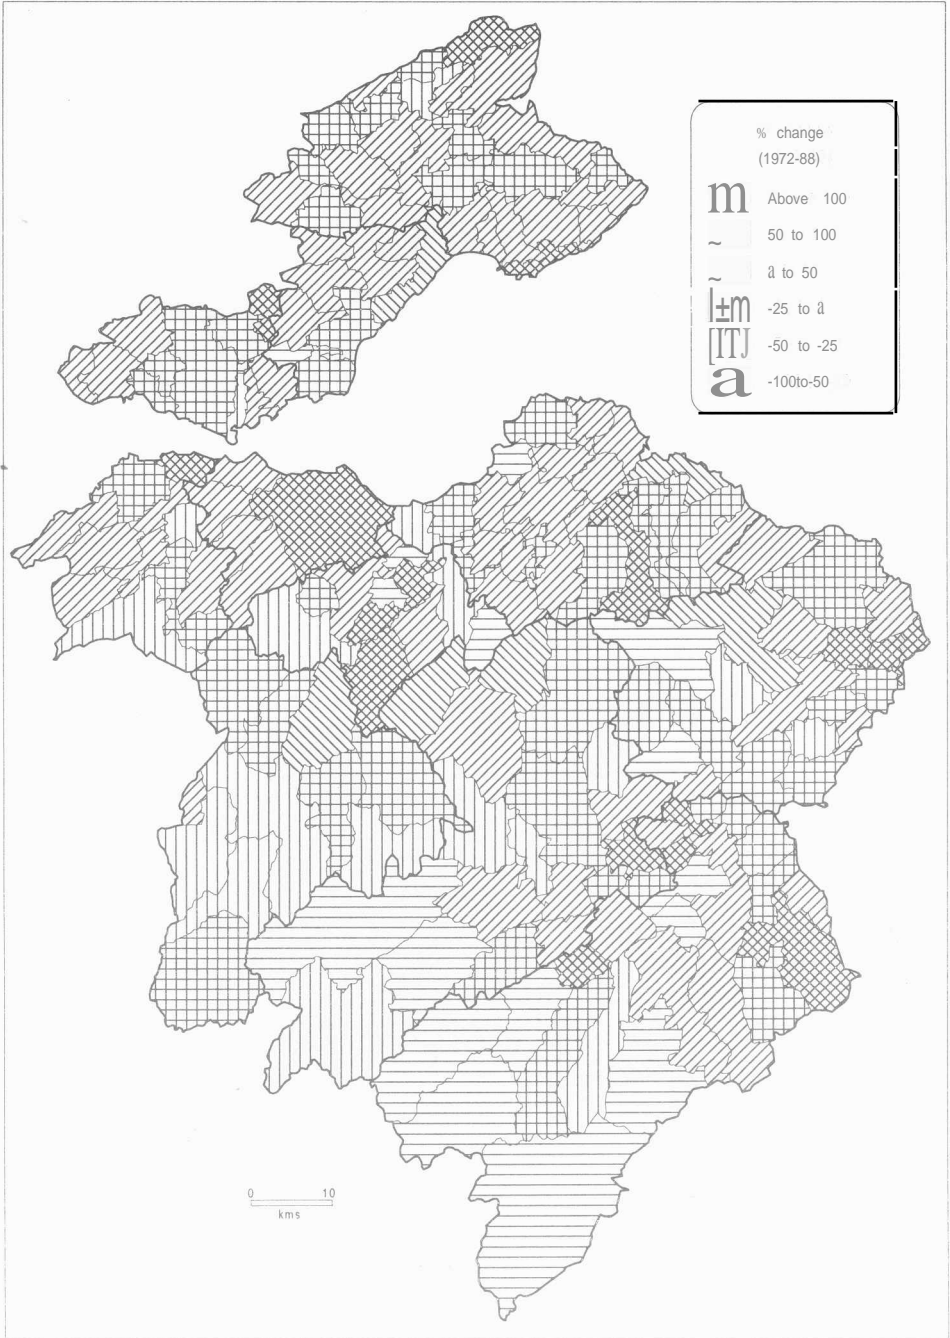 % change
(1972-88)
m Above 100
~ 50 to 100
~ â to 50
|±m -25 to â
[ITJ -50 to -25
a -100to-50
0 10
kms